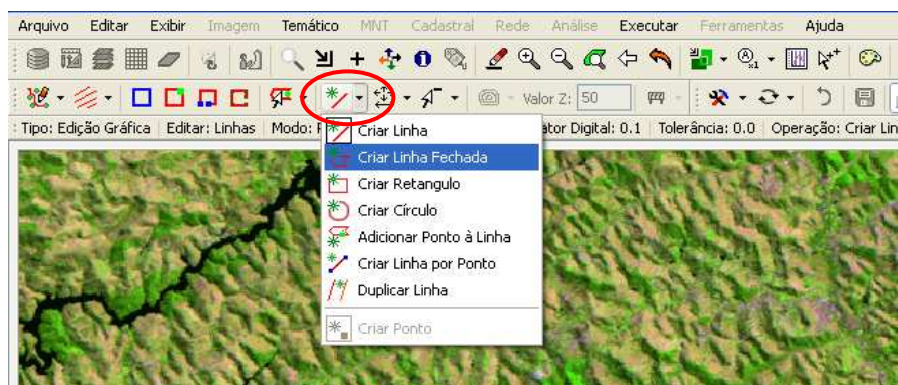 Arquivo Editar Exibir Imagem Temático MNT Cadastral Rede Análise Executar Ferramentas Ajuda
Valor Z: 50
Tipo: Edição Gráfica Editar: Linhas Modo: ator Digital: 0.1 Tolerância: 0.0 Operação: Criar Lin
Criar Linha
Criar Linha Fechada
Criar Retangulo
Criar Círculo
Adicionar Ponto à Linha
Criar Linha por Ponto
Duplicar Linha
Criar Ponto